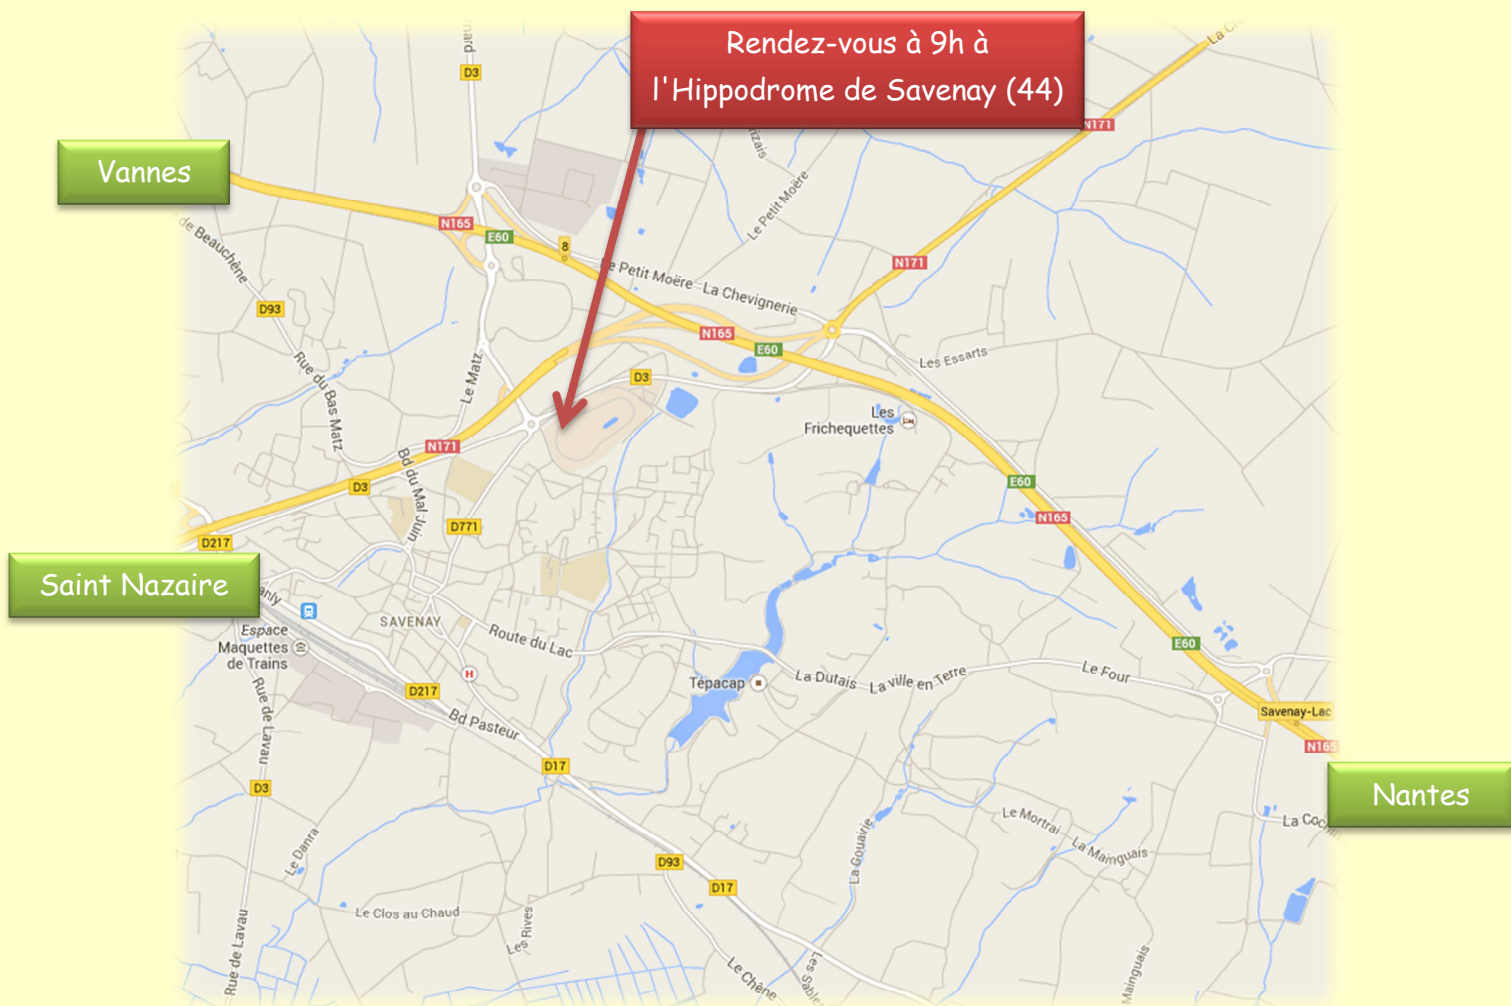 Rendez-vous à 9h à
l'Hippodrome de Savenay (44)
La
D3
N171
Vannes
N165
E60
8
Le Petit Moëre
N171
de Beauchêne
Le Petit Moëre
La Chevignerie
D93
N165
E60
Les Essarts
Rue du Bas Matz
Le Matz
D3
Les
Frichequettes
N171
Bd du Mal Juin
D3
E60
N165
D771
D217
Saint Nazaire
SAVENAY
Espace
Maquettes
de Trains
H
Route du Lac
E60
Tépacap
La Dutais
La ville en Terre
Le Four
D217
Rue de Lavau
Bd Pasteur
Savenay-Lac
N165
D17
D3
Nantes
Le Mortrai
La Mainguais
La Gouairie
Le Danra
D93
D17
Le Clos au Chaud
Les Rives
Rue de Lavau
Le Chêne
Mainguais